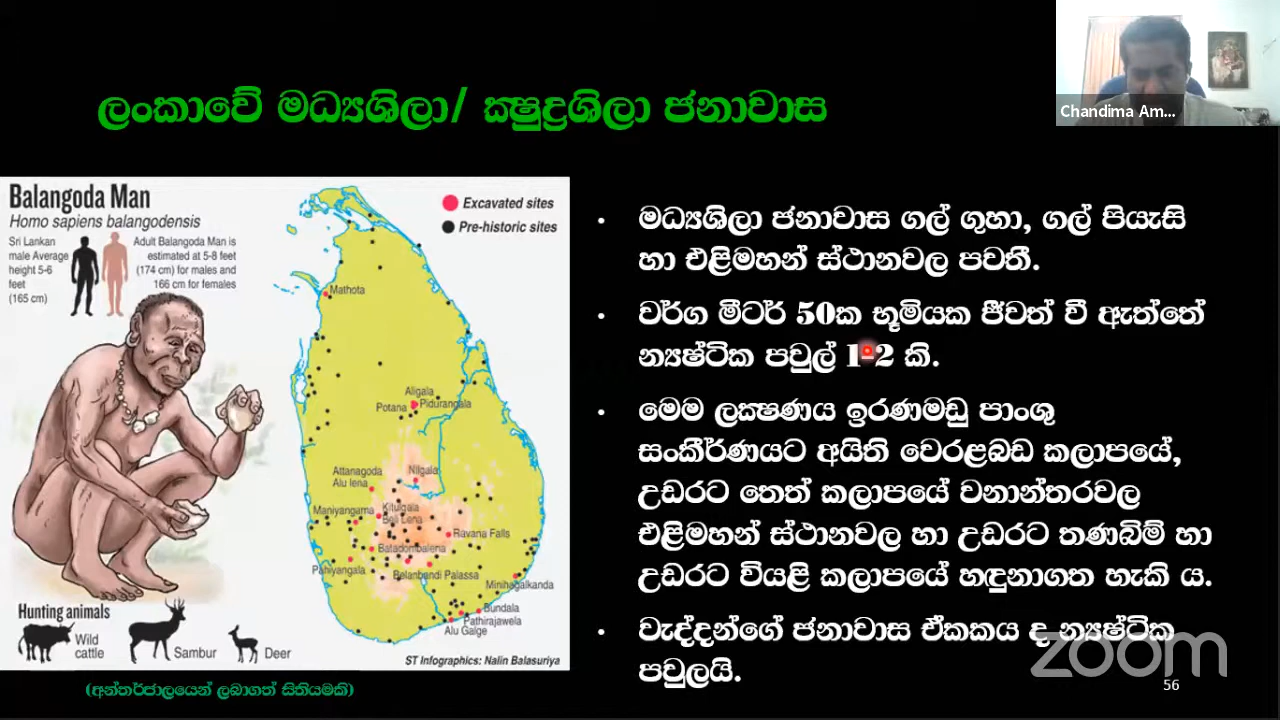 Chandima Am...
ලංකාවේ මධ්‍යශිලා/ ක්‍ෂුද්‍රශිලා ජනාවාස
Balangoda Man
Homo sapiens balangodensis
Sri Lankan
male Average
height 5-6
feet
(165 cm)
Adult Balangoda Man is
estimated at 5-8 feet
(174 cm) for males and
166 cm for females
Excavated sites
Pre-historic sites
Mathota
Aligala
Potana
Pidurangala
Attanagoda
Alu lena
Nilgala
Maniyangama
Kitulgala
Beli Lena
Ravana Falls
Batadombalena
Pahiyangala
Belanbandi Palassa
Minihagalkanda
Bundala
Pathirajawela
Alu Galge
Hunting animals
Wild
cattle
Sambur
Deer
ST Infographics: Nalin Balasuriya
(අන්තර්ජාලයෙන් ලබාගත් සිතියමකි)
• මධ්‍යශිලා ජනාවාස ගල් ගුහා, ගල් පියැසි
හා එළිමහන් ස්ථානවල පවතී.
• වර්ග මීටර් 50ක භූමියක ජීවත් වී ඇත්තේ
න්‍යෂ්ටික පවුල් 1-2 කි.
• මෙම ලක්‍ෂණය ඉරණමඩු පාංශු
සංකීර්ණයට අයිති වෙරළබඩ කලාපයේ,
උඩරට තෙත් කලාපයේ වනාන්තරවල
එළිමහන් ස්ථානවල හා උඩරට තණබිම් හා
උඩරට වියළි කලාපයේ හඳුනාගත හැකි ය.
• වැද්දන්ගේ ජනාවාස ඒකකය ද න්‍යෂ්ටික
පවුලයි.
zoom
56